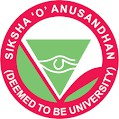 SIKSHA 'O' ANUSANDHAN
(DEEMED TO BE UNIVERSITY)